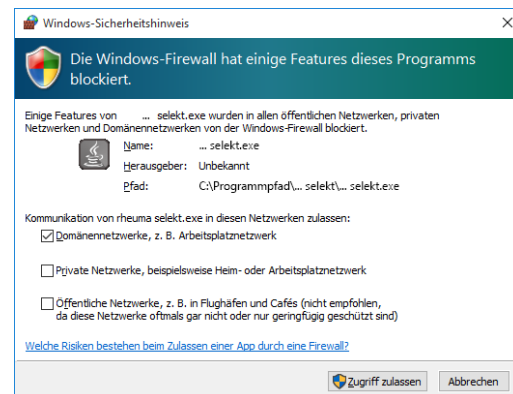 Windows-Sicherheitshinweis
Die Windows-Firewall hat einige Features dieses Programms
blockiert.
Einige Features von ... selekt.exe wurden in allen öffentlichen Netzwerken, privaten
Netzwerken und Domänennetzwerken von der Windows-Firewall blockiert.
Name: ... selekt.exe
Herausgeber: Unbekannt
Pfad: C:\Programmpfad\... selekt\... selekt.exe
Kommunikation von rheuma selekt.exe in diesen Netzwerken zulassen:
Domänennetzwerke, z. B. Arbeitsplatznetzwerk
Private Netzwerke, beispielsweise Heim- oder Arbeitsplatznetzwerk
Öffentliche Netzwerke, z. B. in Flughäfen und Cafés (nicht empfohlen,
da diese Netzwerke oftmals gar nicht oder nur geringfügig geschützt sind)
Welche Risiken bestehen beim Zulassen einer App durch eine Firewall?
Zugriff zulassen Abbrechen